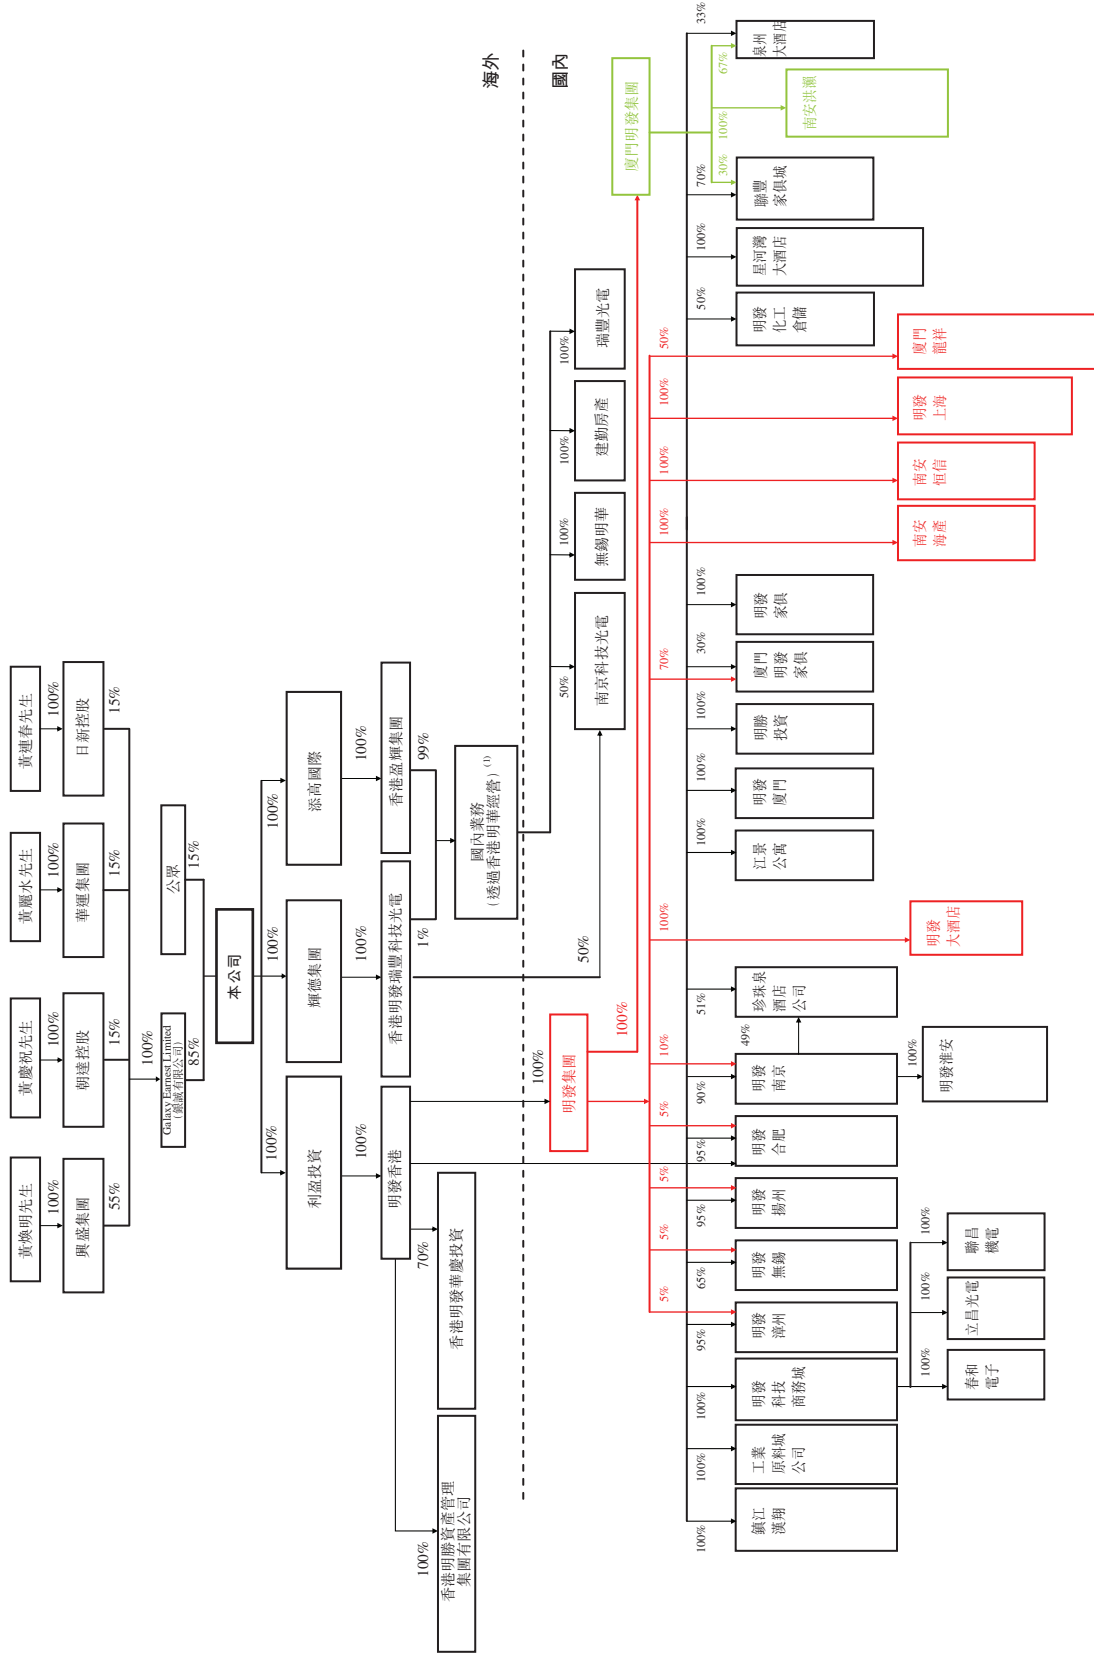 黃煥明先生
黃慶祝先生
黃麗水先生
黃連春先生
100%
100%
100%
100%
興盛集團
朝達控股
華運集團
日新控股
55%
15%
15%
15%
100%
Galaxy Earnest Limited
（銀誠有限公司）
公眾
85%
15%
本公司
100%
100%
100%
利盈投資
輝德集團
添高國際
100%
100%
100%
明發香港
香港明發瑞豐科技光電
香港盈輝集團
100%
70%
1%
99%
香港明勝資產管理
集團有限公司
香港明發華慶投資
國內業務
（透過香港明華經營）(1)
海外
國內
100%
50%
50%
100%
100%
100%
明發集團
南京科技光電
無錫明華
建勤房產
瑞豐光電
100%
廈門明發集團
5%
5%
5%
5%
10%
100%
70%
100%
100%
100%
50%
100%
100%
100%
95%
65%
95%
95%
90%
49%
51%
100%
100%
100%
30%
100%
50%
100%
70%
30%
100%
67%
33%
鎮江
漢翔
工業
原料城
公司
明發
科技
商務城
明發
漳州
明發
無錫
明發
揚州
明發
合肥
明發
南京
珍珠泉
酒店
公司
明發
大酒店
江景
公寓
明發
廈門
明勝
投資
廈門
明發
家俱
明發
家俱
南安
海產
南安
恒信
明發
上海
廈門
龍祥
明發
化工
倉儲
星河灣
大酒店
聯豐
家俱城
南安洪瀨
泉州
大酒店
100%
100%
100%
100%
春和
電子
立昌光電
聯昌
機電
明發淮安